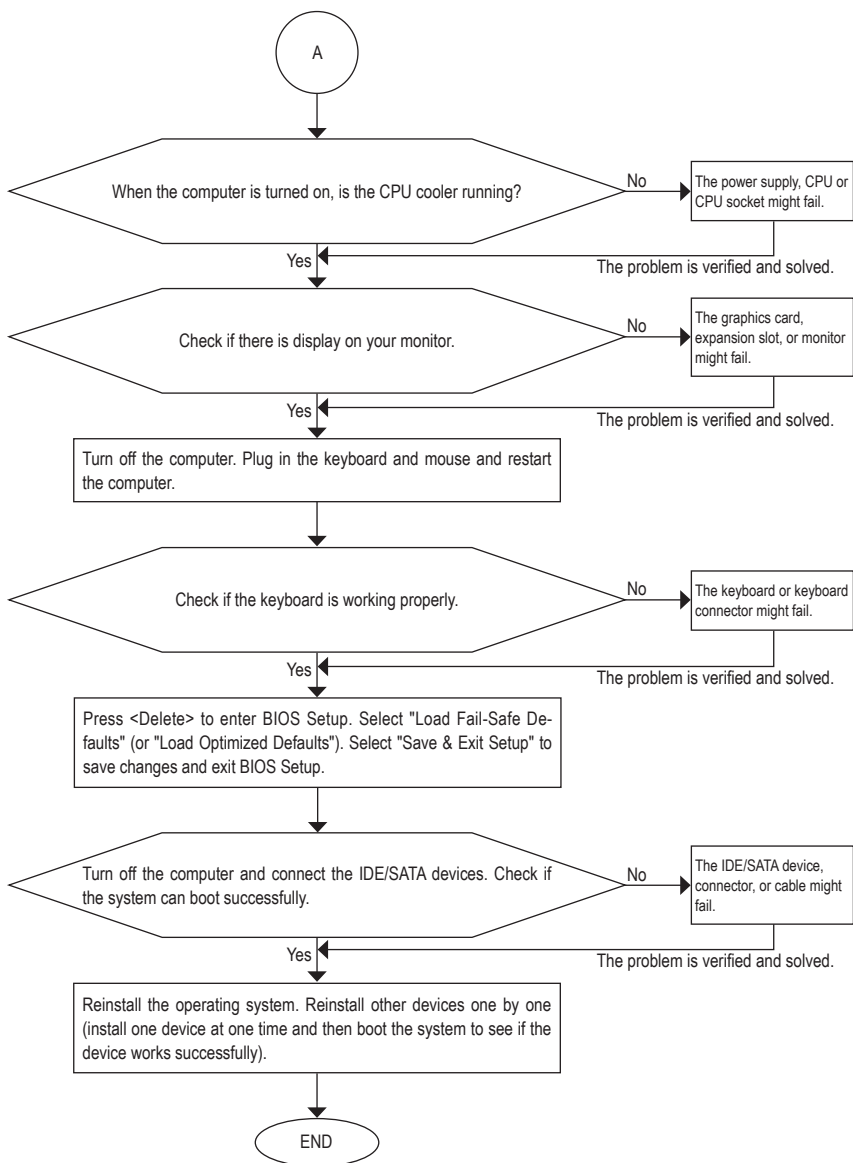 A
When the computer is turned on, is the CPU cooler running?
No
The power supply, CPU or
CPU socket might fail.
Yes
The problem is verified and solved.
Check if there is display on your monitor.
No
The graphics card,
expansion slot, or monitor
might fail.
Yes
The problem is verified and solved.
Turn off the computer. Plug in the keyboard and mouse and restart
the computer.
Check if the keyboard is working properly.
No
The keyboard or keyboard
connector might fail.
Yes
The problem is verified and solved.
Press <Delete> to enter BIOS Setup. Select "Load Fail-Safe De-
faults" (or "Load Optimized Defaults"). Select "Save & Exit Setup" to
save changes and exit BIOS Setup.
Turn off the computer and connect the IDE/SATA devices. Check if
the system can boot successfully.
No
The IDE/SATA device,
connector, or cable might
fail.
Yes
The problem is verified and solved.
Reinstall the operating system. Reinstall other devices one by one
(install one device at one time and then boot the system to see if the
device works successfully).
END